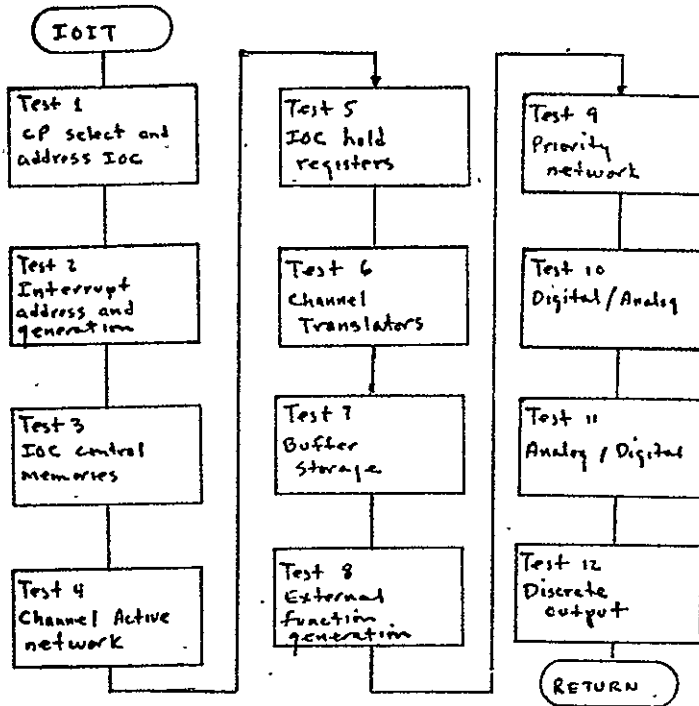 IOIT
Test 1
CP select and
address IOC
Test 2
Interrupt
address and
generation
Test 3
IOC control
memories
Test 4
Channel Active
network
Test 5
IOC hold
registers
Test 6
Channel
Translators
Test 7
Buffer
Storage
Test 8
External
function
generation
Test 9
Priority
network
Test 10
Digital/Analog
Test 11
Analog/Digital
Test 12
Discrete
output
RETURN